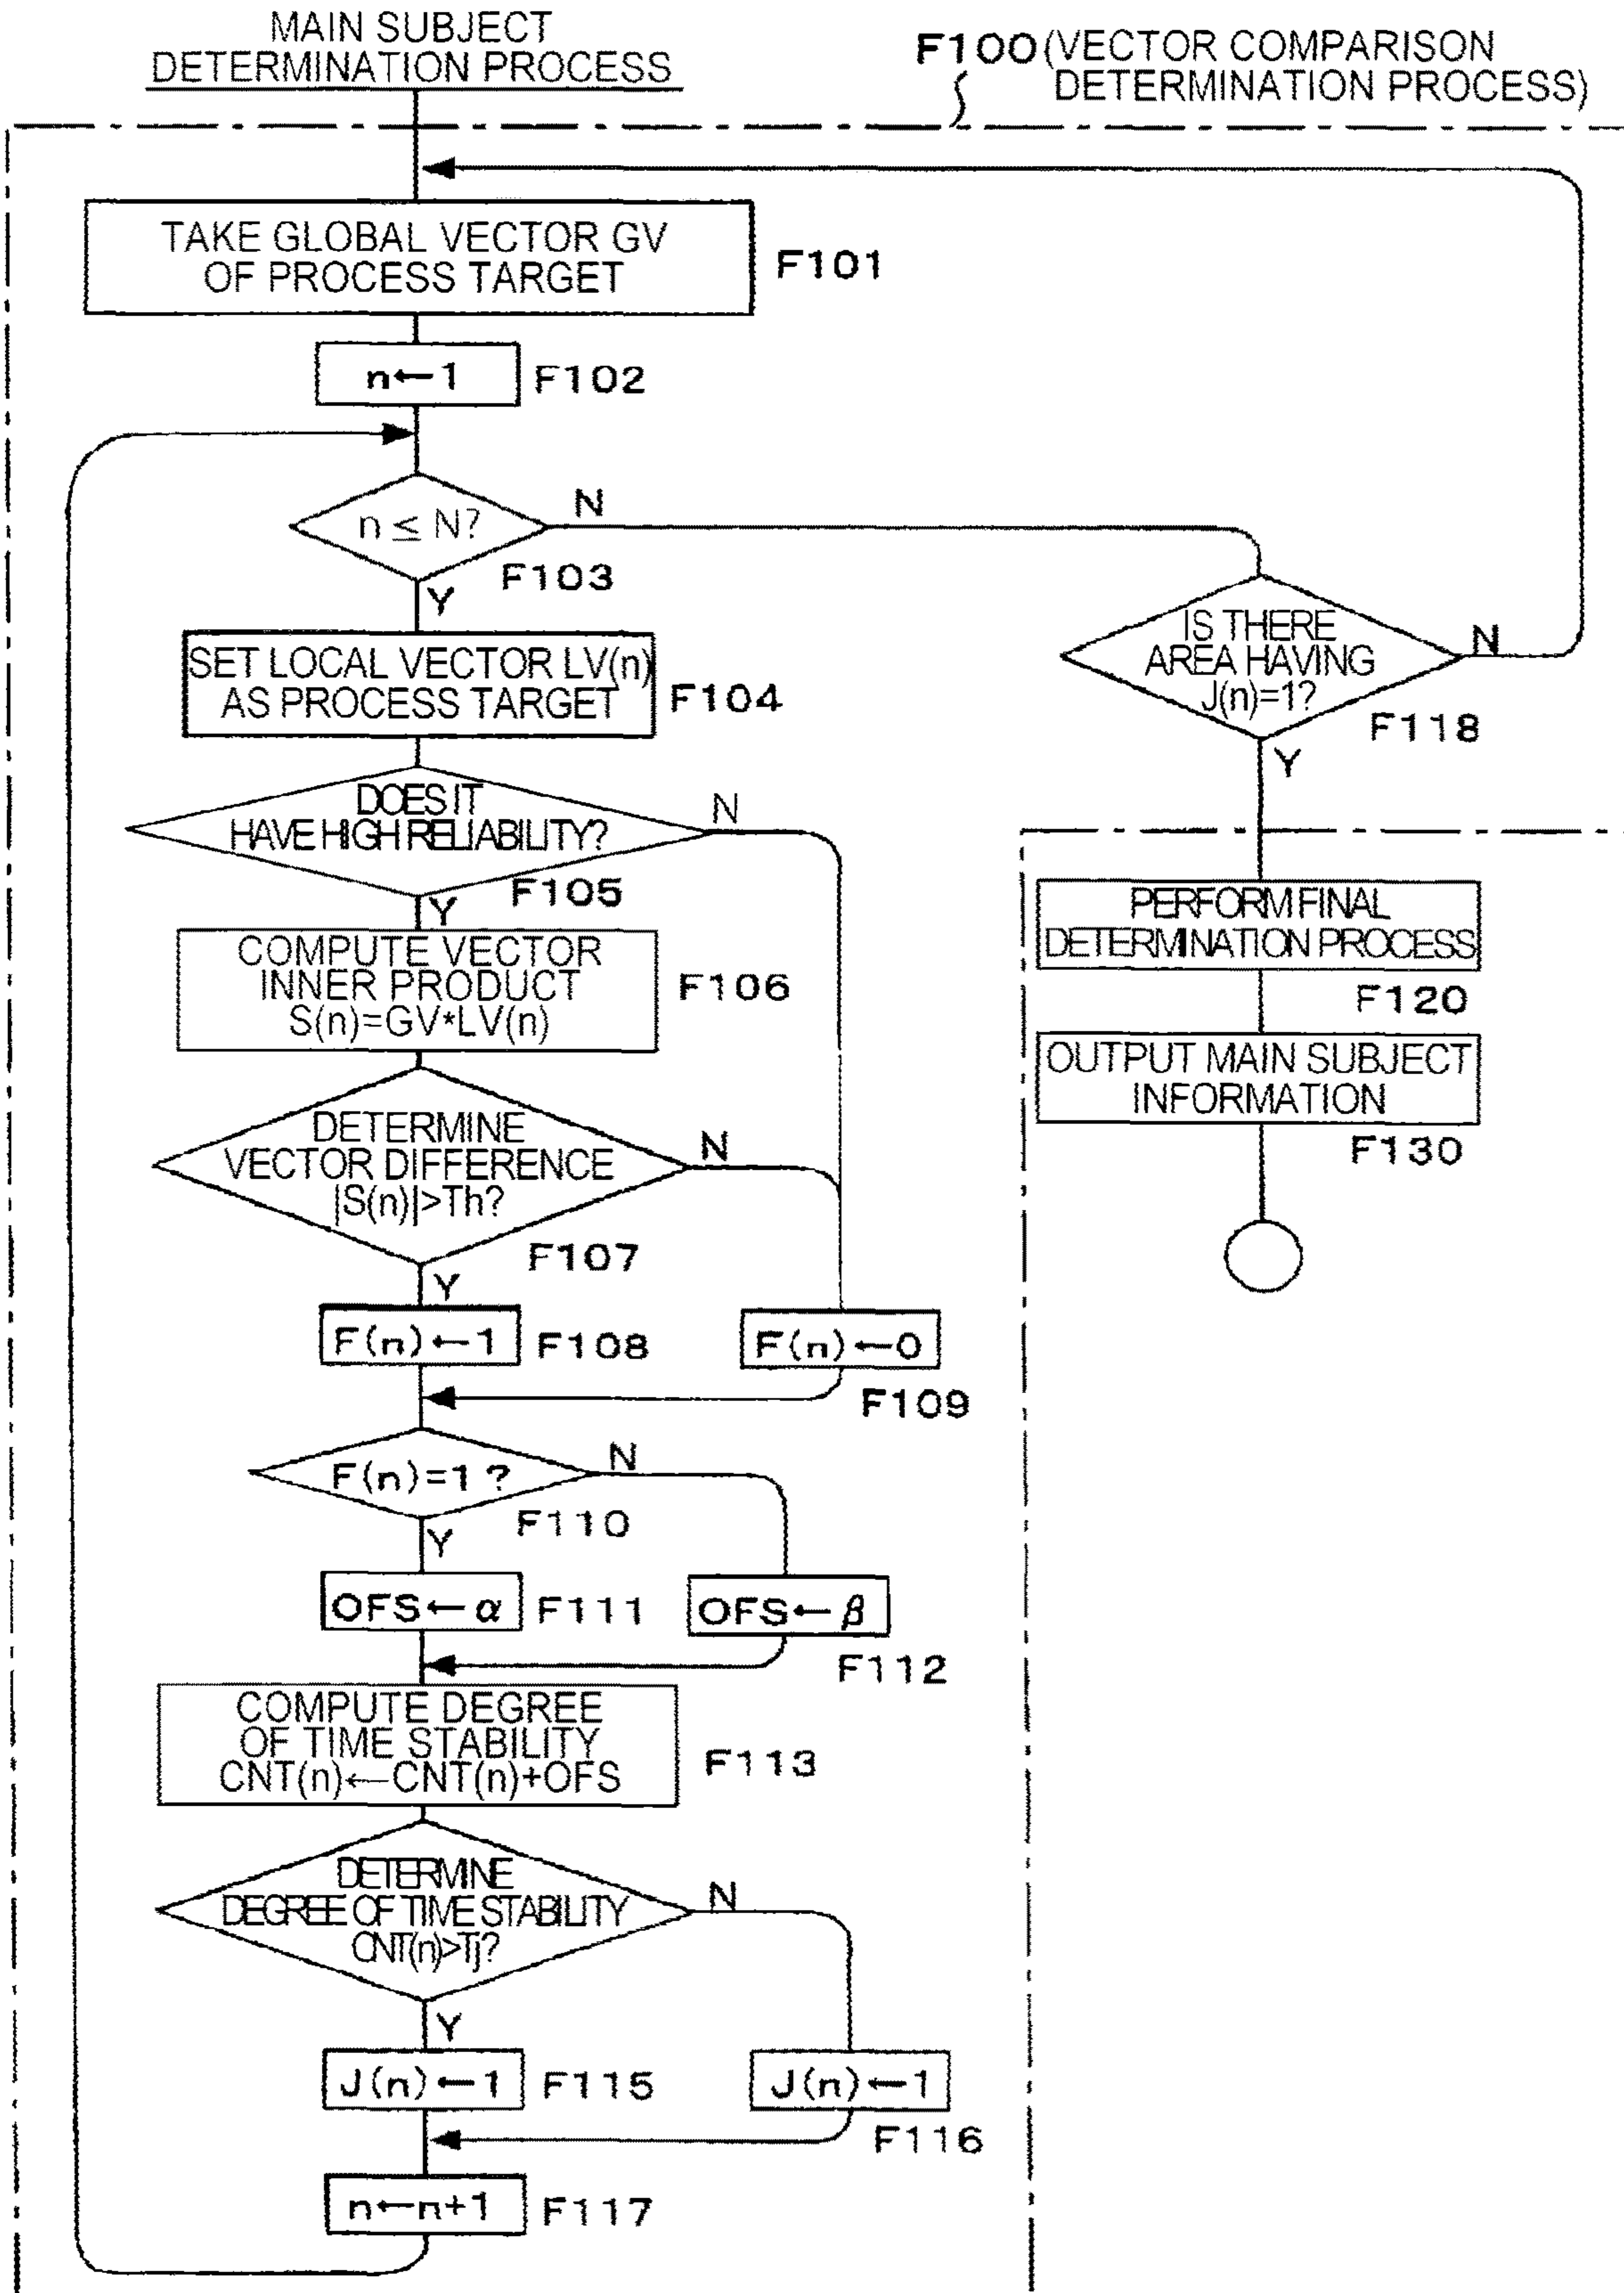 MAIN SUBJECT
DETERMINATION PROCESS
F100(VECTOR COMPARISON
DETERMINATION PROCESS)
TAKE GLOBAL VECTOR GV
OF PROCESS TARGET
F101
n←1
F102
n ≤ N?
N
F103
Y
SET LOCAL VECTOR LV(n)
AS PROCESS TARGET
F104
IS THERE
AREA HAVING
J(n)=1?
N
F118
Y
DOES IT
HAVE HIGH RELIABILITY?
N
F105
Y
COMPUTE VECTOR
INNER PRODUCT
S(n)=GV*LV(n)
F106
PERFORM FINAL
DETERMINATION PROCESS
F120
OUTPUT MAIN SUBJECT
INFORMATION
F130
DETERMINE
VECTOR DIFFERENCE
|S(n)|>Th?
N
F107
Y
F(n)←1
F108
F(n)←0
F109
F(n)=1?
N
F110
Y
OFS←α
F111
OFS←β
F112
COMPUTE DEGREE
OF TIME STABILITY
CNT(n)←CNT(n)+OFS
F113
DETERMINE
DEGREE OF TIME STABILITY
CNT(n)>Tj?
N
Y
J(n)←1
F115
J(n)←1
F116
n←n+1
F117